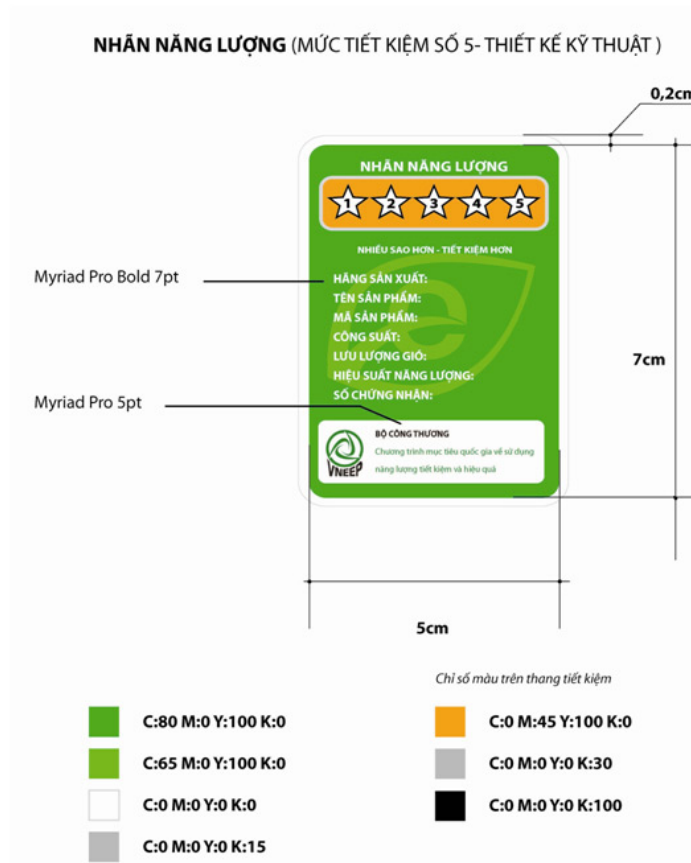 NHÃN NĂNG LƯỢNG (MỨC TIẾT KIỆM SỐ 5- THIẾT KẾ KỸ THUẬT )
0,2cm
NHÃN NĂNG LƯỢNG
1 2 3 4 5
NHIỀU SAO HƠN - TIẾT KIỆM HƠN
Myriad Pro Bold 7pt
HÃNG SẢN XUẤT:
TÊN SẢN PHẨM:
MÃ SẢN PHẨM:
CÔNG SUẤT:
LƯU LƯỢNG GIÓ:
HIỆU SUẤT NĂNG LƯỢNG:
SỐ CHỨNG NHẬN:
7cm
Myriad Pro 5pt
BỘ CÔNG THƯƠNG
Chương trình mục tiêu quốc gia về sử dụng
năng lượng tiết kiệm và hiệu quả
VNEEP
5cm
Chỉ số màu trên thang tiết kiệm
C:80 M:0 Y:100 K:0
C:0 M:45 Y:100 K:0
C:65 M:0 Y:100 K:0
C:0 M:0 Y:0 K:30
C:0 M:0 Y:0 K:0
C:0 M:0 Y:0 K:100
C:0 M:0 Y:0 K:15